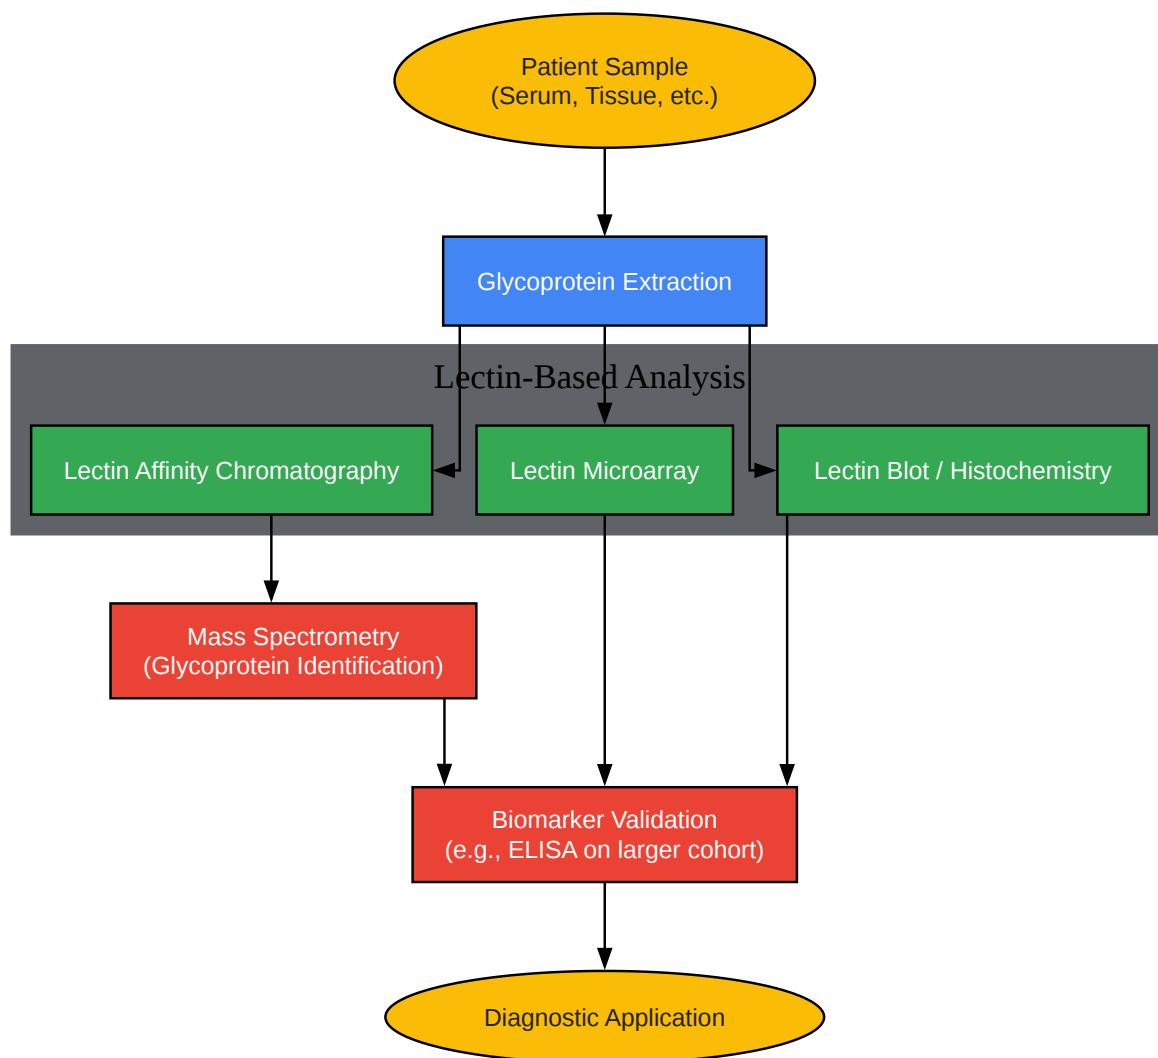 Patient Sample
(Serum, Tissue, etc.)
Glycoprotein Extraction
Lectin-Based Analysis
Lectin Affinity Chromatography
Lectin Microarray
Lectin Blot / Histochemistry
Mass Spectrometry
(Glycoprotein Identification)
Biomarker Validation
(e.g., ELISA on larger cohort)
Diagnostic Application